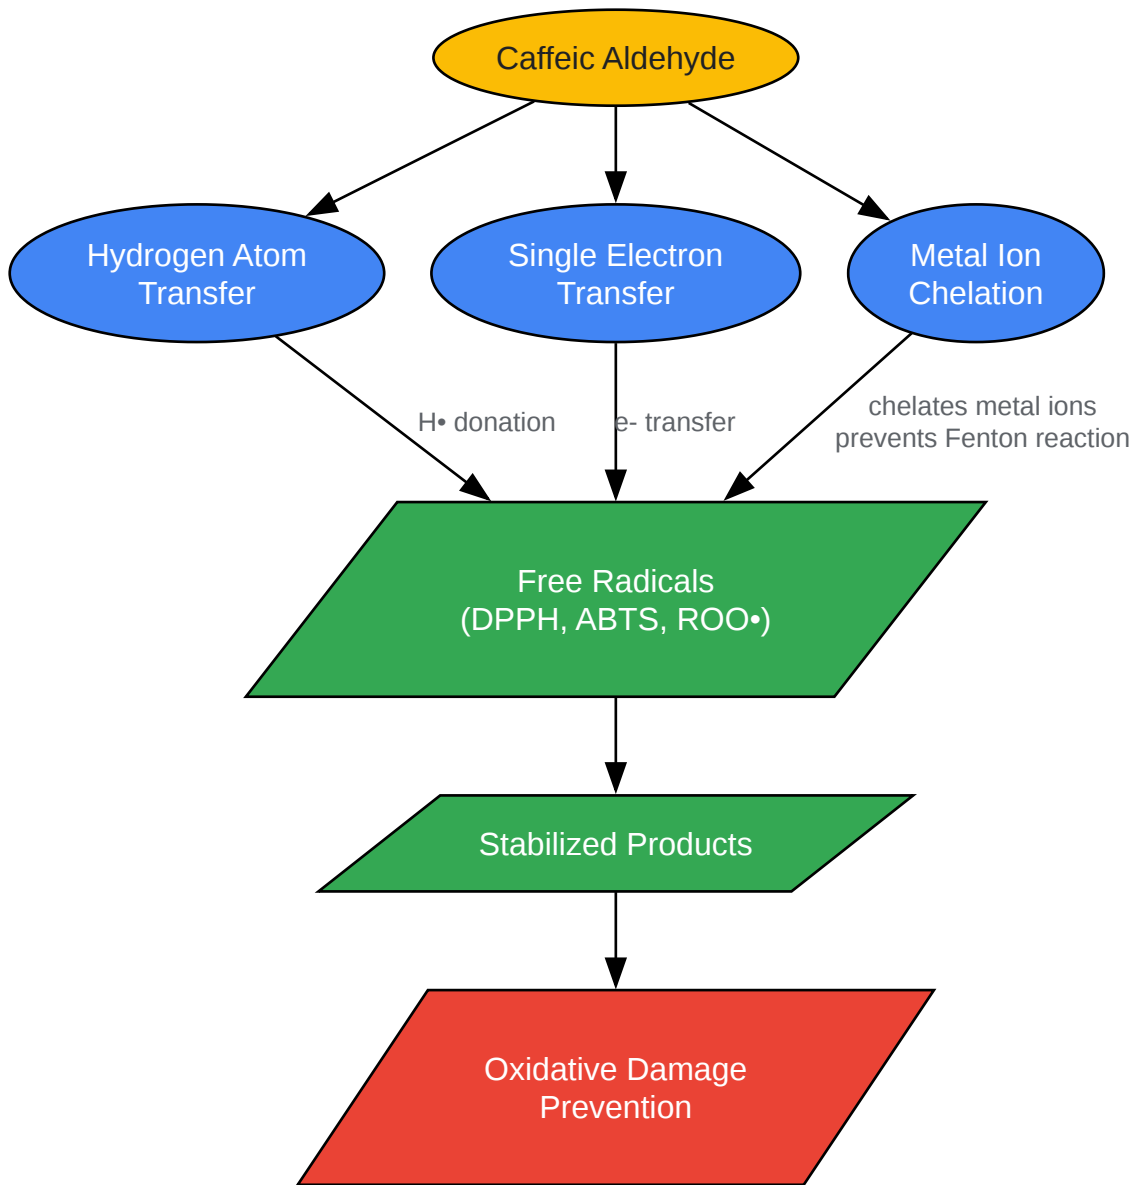 Caffeic Aldehyde
Hydrogen Atom
Transfer
Single Electron
Transfer
Metal Ion
Chelation
H• donation
e- transfer
chelates metal ions
prevents Fenton reaction
Free Radicals
(DPPH, ABTS, ROO•)
Stabilized Products
Oxidative Damage
Prevention